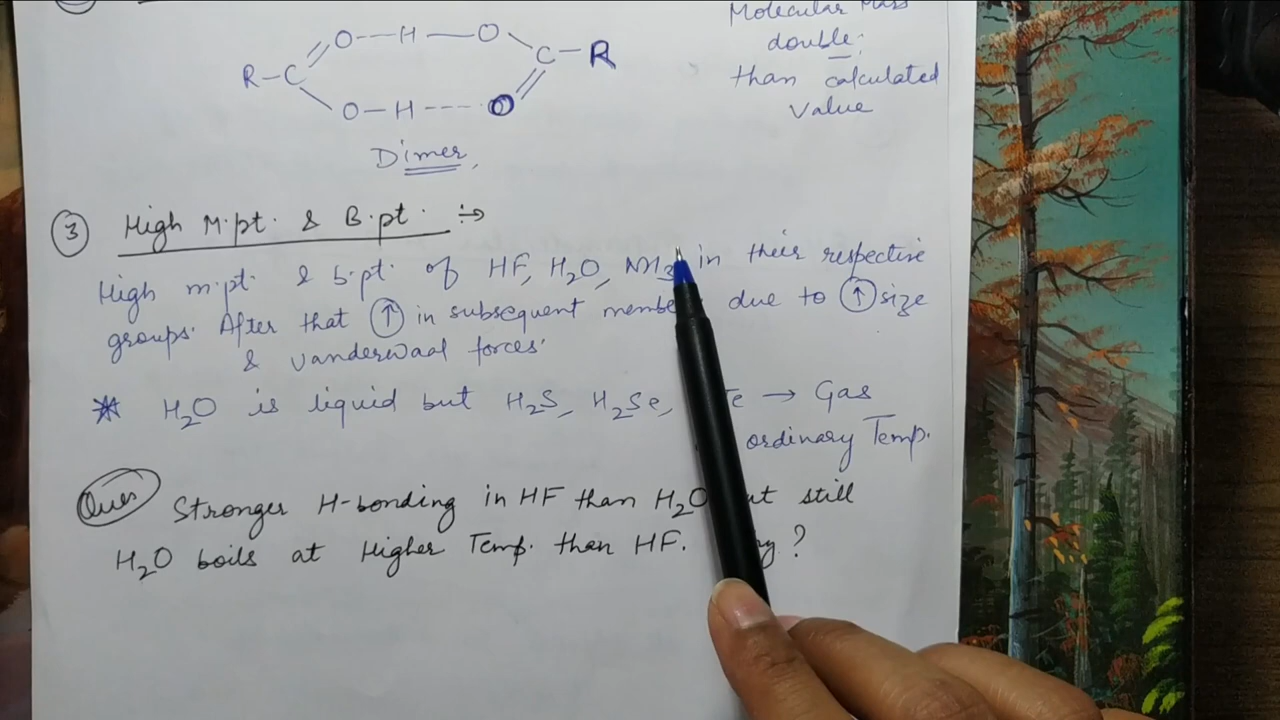 Molecular Mass
double.
than calculated
value
O---H—O
R-C C-R
O-H---O
Dimer,
③ High M.pt. & B.pt. :→
High m.pt. & b.pt. of HF, H₂O, NH₃ in their respective
groups. After that ↑ in subsequent due to ↑ size
& vanderwaal forces.
* H₂O is liquid but H₂S, H₂Se, → Gas
ordinary Temp.
Ques Stronger H-bonding in HF than H₂O still
H₂O boils at Higher Temp. than HF. ?